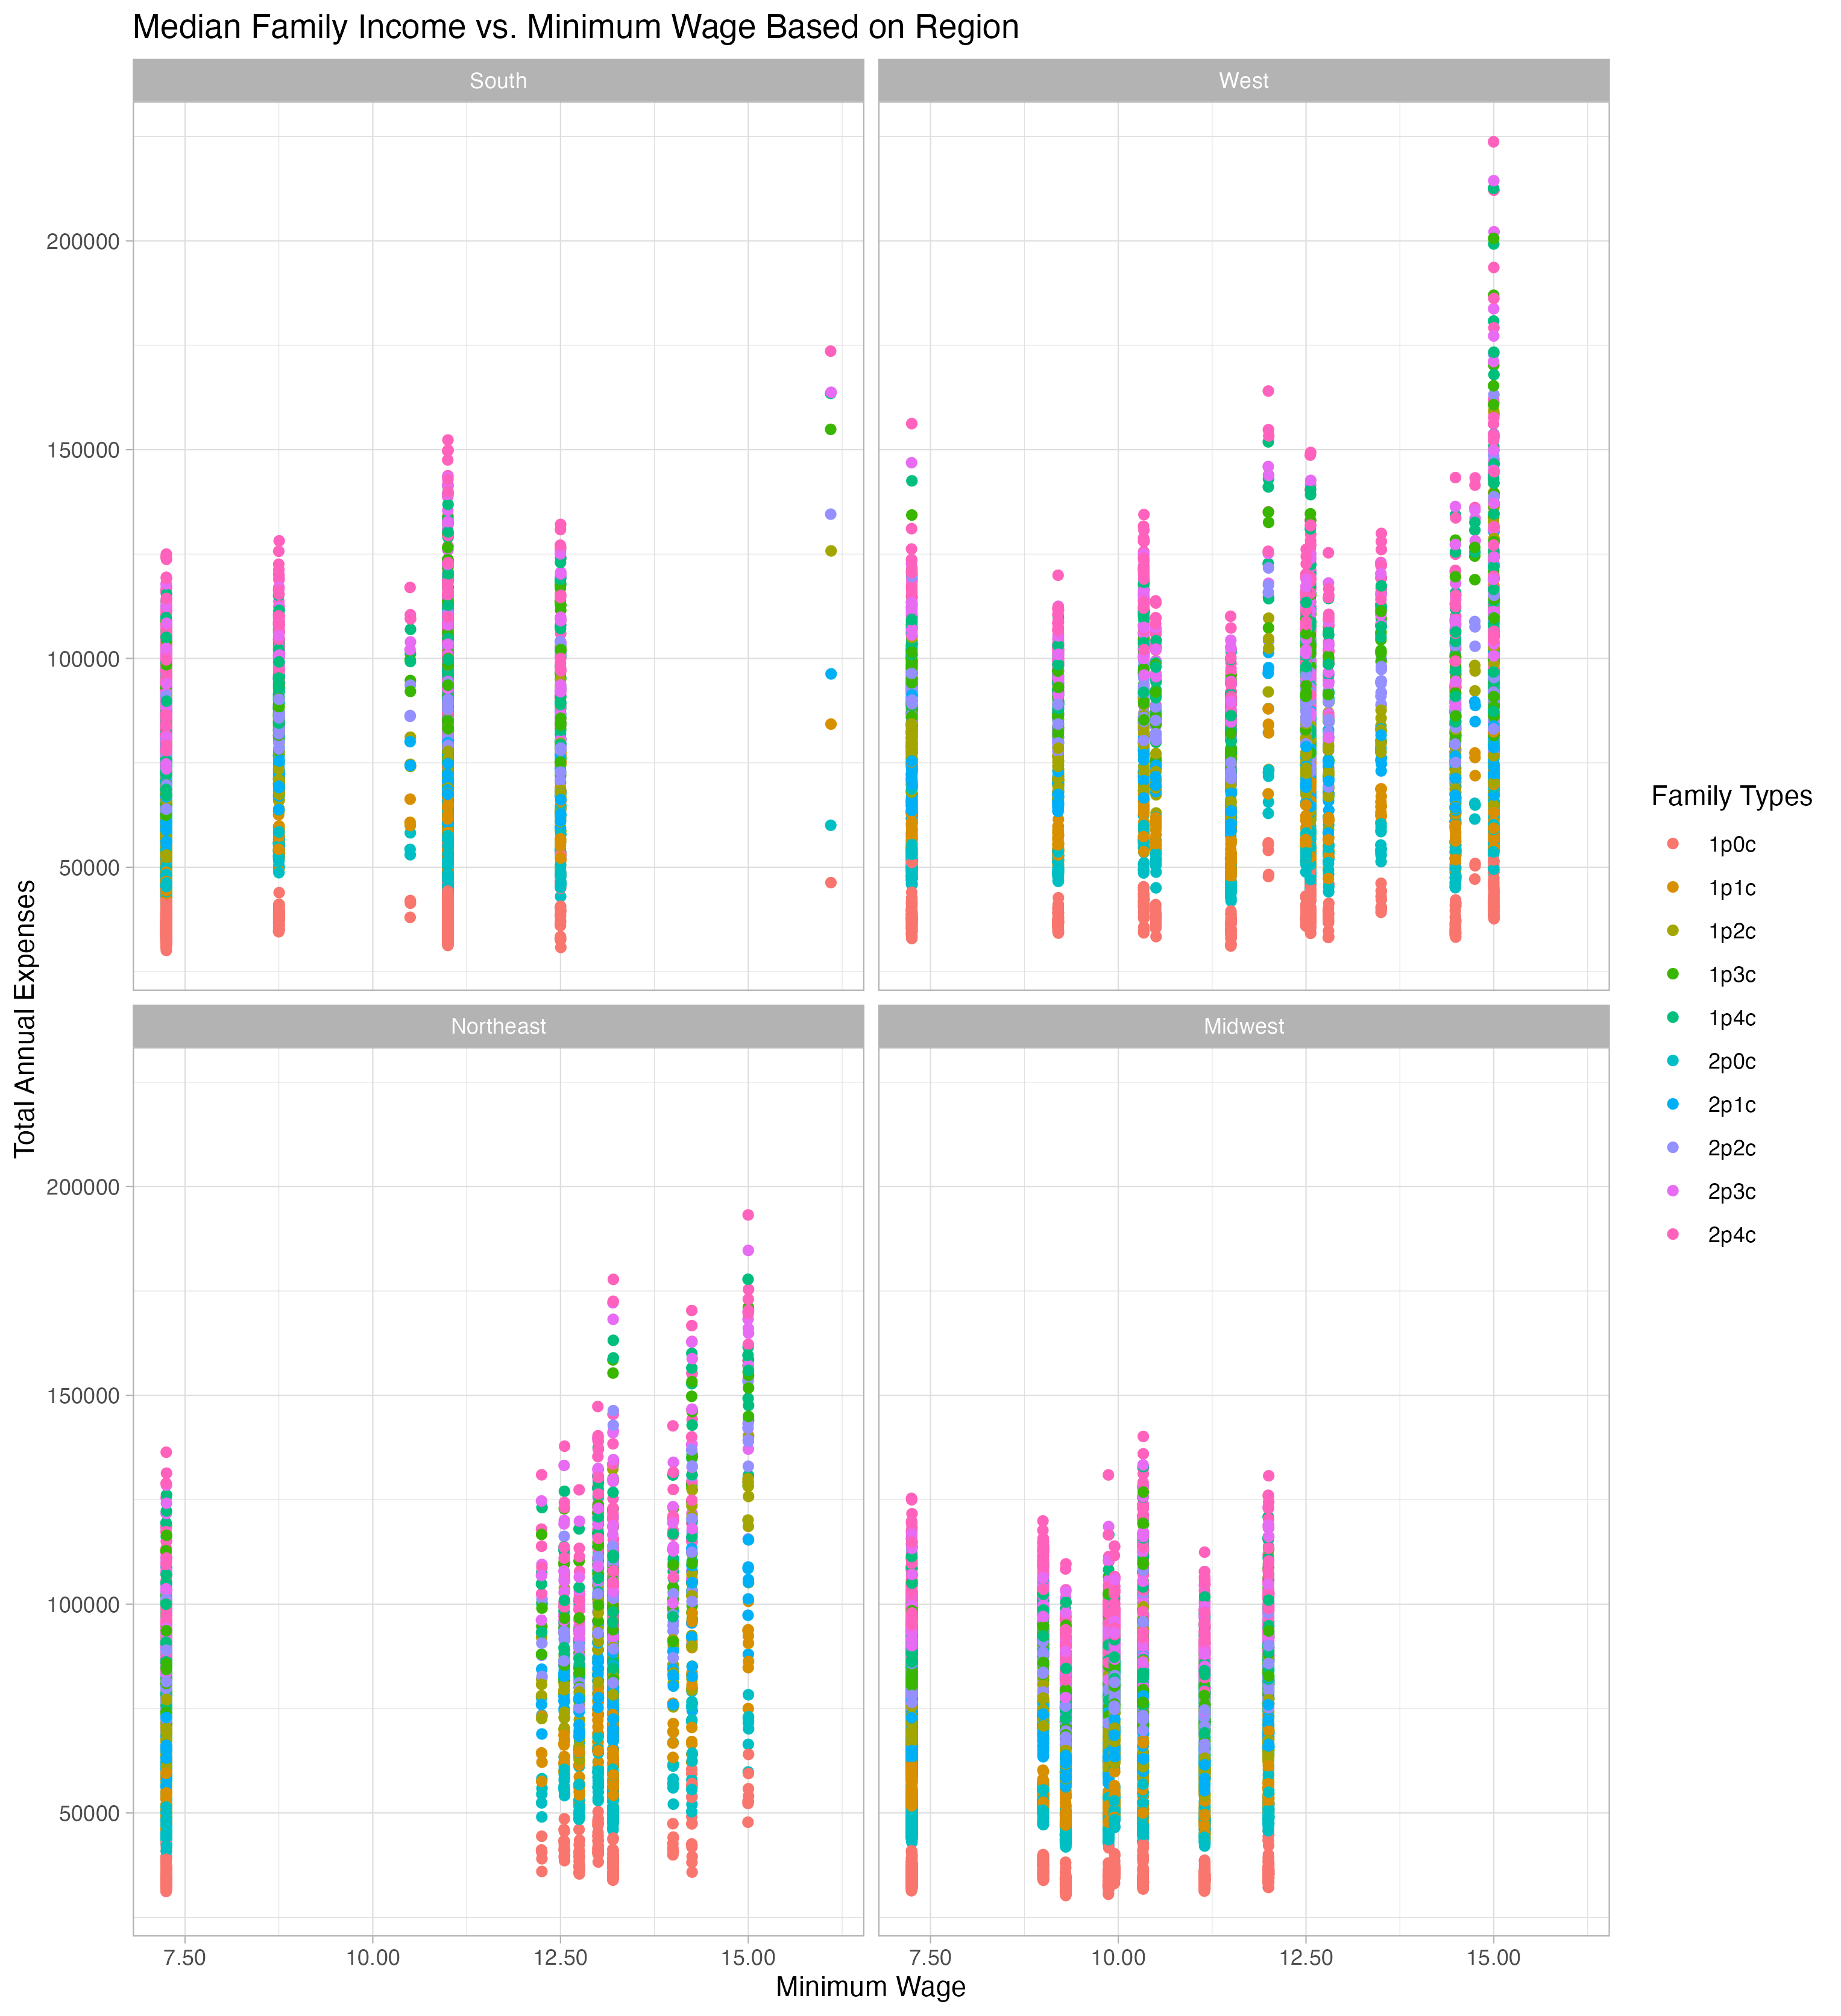 Median Family Income vs. Minimum Wage Based on Region
South
West
200000
150000
100000
50000
Northeast
Midwest
200000
150000
100000
50000
7.50
10.00
12.50
15.00
7.50
10.00
12.50
15.00
Minimum Wage
Total Annual Expenses
Family Types
1p0c
1p1c
1p2c
1p3c
1p4c
2p0c
2p1c
2p2c
2p3c
2p4c